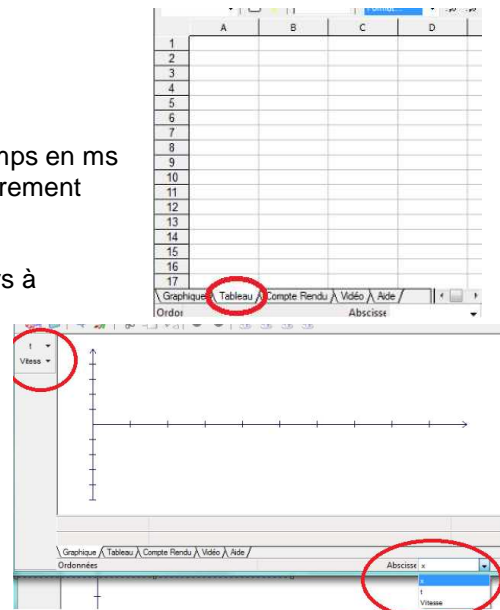 Format...
A B C D
1
2
3
4
5
6
7
8
9
10
11
12
13
14
15
16
17
Graphique Tableau Compte Rendu Vidéo Aide
Abscisse
mps en ms
rement
s à
t
Vitess
Graphique Tableau Compte Rendu Vidéo Aide
Ordonnées Abscisse x
x
t
Vitesse